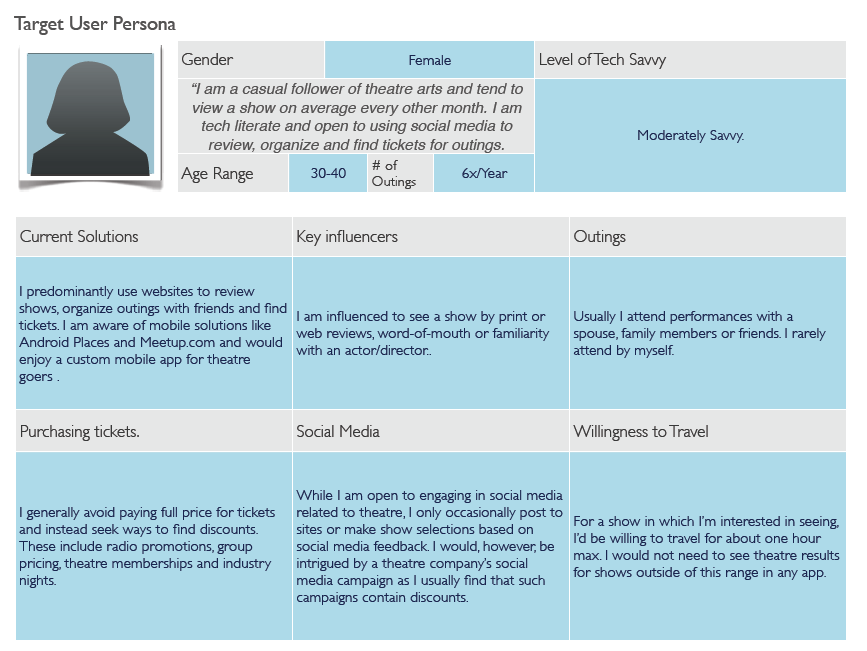 Target User Persona
Gender
Female
Level of Tech Savvy
“I am a casual follower of theatre arts and tend to
view a show on average every other month. I am
tech literate and open to using social media to
review, organize and find tickets for outings.
Moderately Savvy.
Age Range
30-40
# of
Outings
6x/Year
Current Solutions
Key influencers
Outings
I predominantly use websites to review
shows, organize outings with friends and find
tickets. I am aware of mobile solutions like
Android Places and Meetup.com and would
enjoy a custom mobile app for theatre
goers .
I am influenced to see a show by print or
web reviews, word-of-mouth or familiarity
with an actor/director..
Usually I attend performances with a
spouse, family members or friends. I rarely
attend by myself.
Purchasing tickets.
Social Media
Willingness to Travel
I generally avoid paying full price for tickets
and instead seek ways to find discounts.
These include radio promotions, group
pricing, theatre memberships and industry
nights.
While I am open to engaging in social media
related to theatre, I only occasionally post to
sites or make show selections based on
social media feedback. I would, however, be
intrigued by a theatre company's social
media campaign as I usually find that such
campaigns contain discounts.
For a show in which I'm interested in seeing,
I'd be willing to travel for about one hour
max. I would not need to see theatre results
for shows outside of this range in any app.